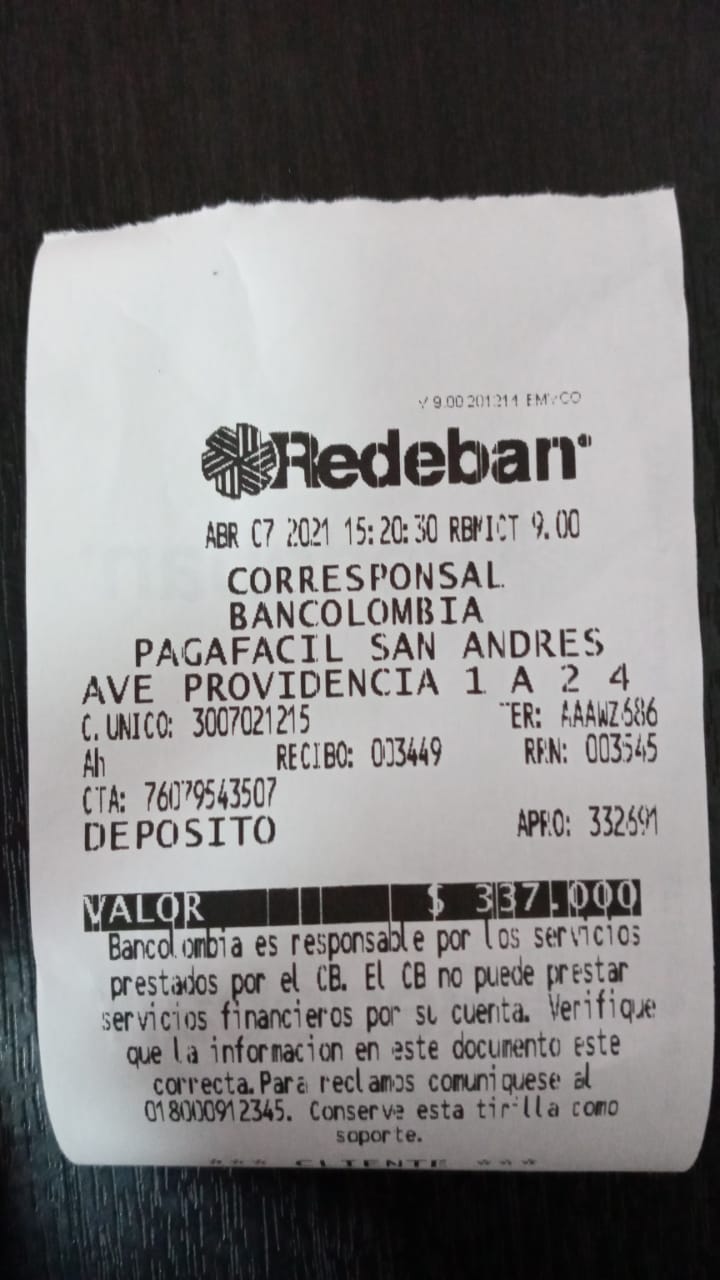 V 9.00 201214 EMVCO
Redeban®
ABR 07 2021 15:20:30 RBMICT 9.00
CORRESPONSAL
BANCOLOMBIA
PAGAFACIL SAN ANDRES
AVE PROVIDENCIA 1 A 2 4
C. UNICO: 3007021215 TER: AAAWZ686
Ah RECIBO: 003449 RRN: 003545
CTA: 76079543507
DEPOSITO APRO: 332691
VALOR $ 337.000
Bancolombia es responsable por los servicios
prestados por el CB. El CB no puede prestar
servicios financieros por su cuenta. Verifique
que la informacion en este documento este
correcta. Para reclamos comuniquese al
018000912345. Conserve esta tirilla como
soporte.
*** CLIENTE ***